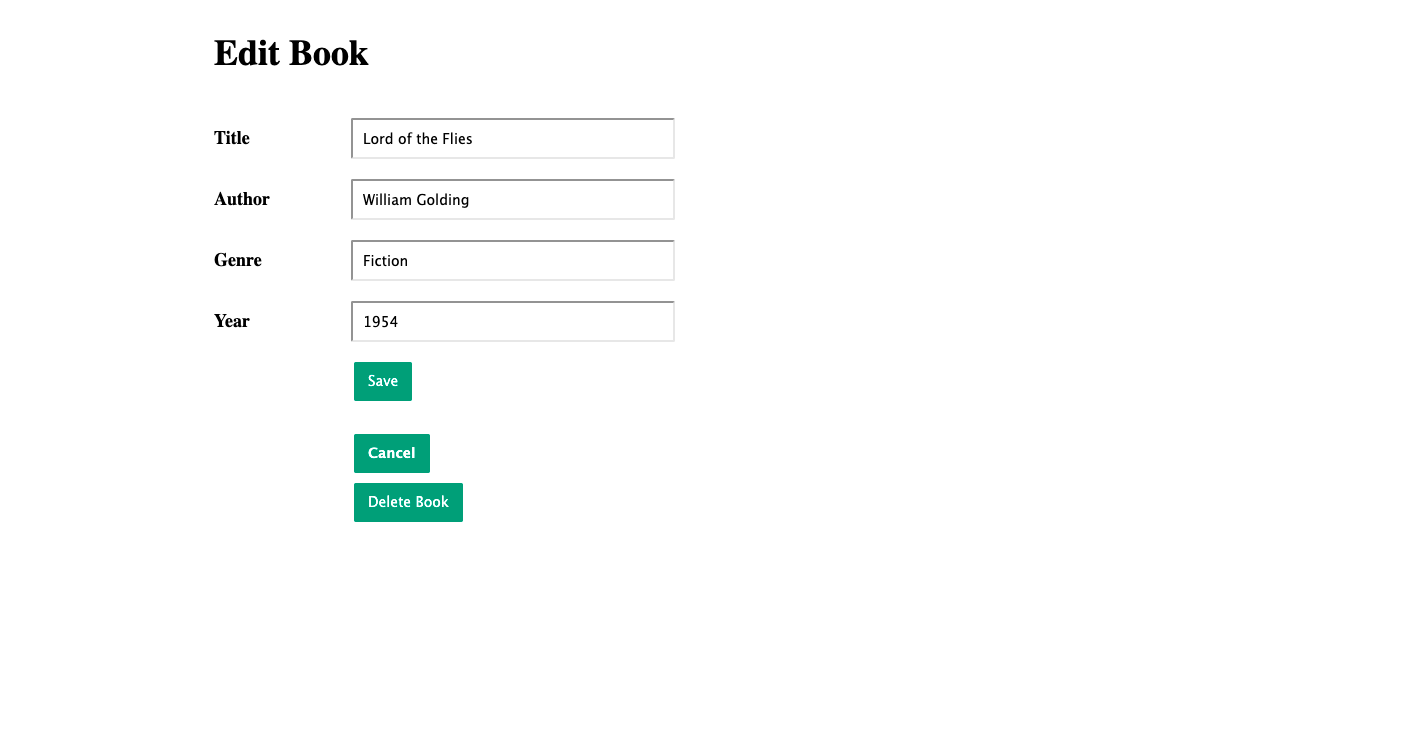 Edit Book
Title Lord of the Flies
Author William Golding
Genre Fiction
Year 1954
Save
Cancel
Delete Book